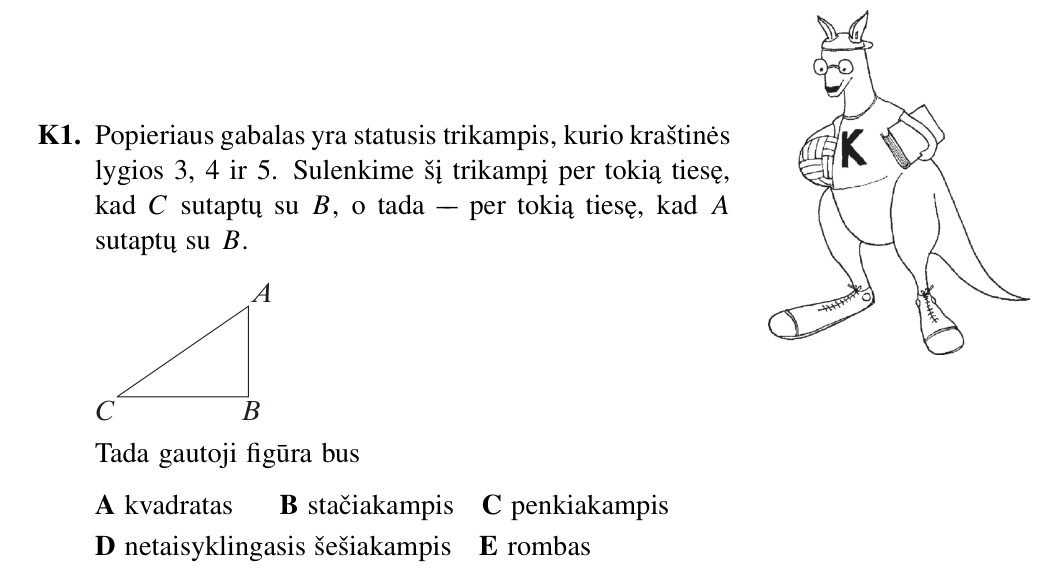 K
K1. Popieriaus gabalas yra statusis trikampis, kurio kraštinės
lygios 3, 4 ir 5. Sulenkime šį trikampį per tokią tiesę,
kad C sutaptų su B, o tada — per tokią tiesę, kad A
sutaptų su B.
A
C B
Tada gautoji figūra bus
A kvadratas B stačiakampis C penkiakampis
D netaisyklingasis šešiakampis E rombas